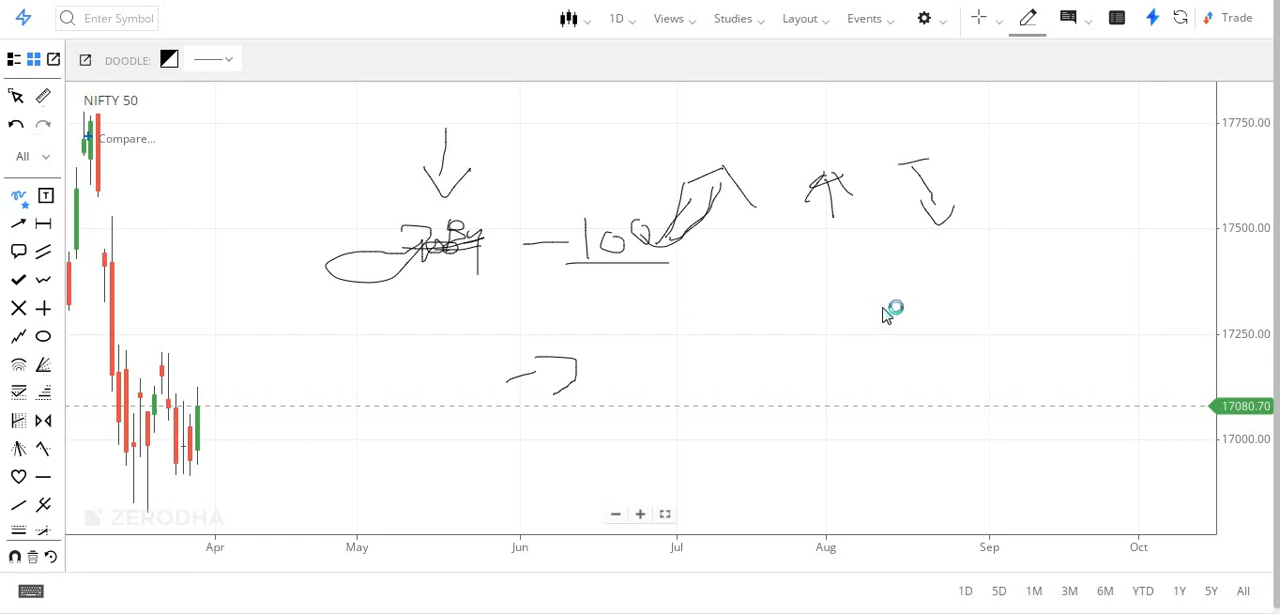 Enter Symbol 1D Views Studies Layout Events Trade
DOODLE:
NIFTY 50
Compare...
All
17750.00
17500.00
17250.00
17080.70
17000.00
By
100
ZERODHA
Apr May Jun Jul Aug Sep Oct
1D 5D 1M 3M 6M YTD 1Y 5Y All